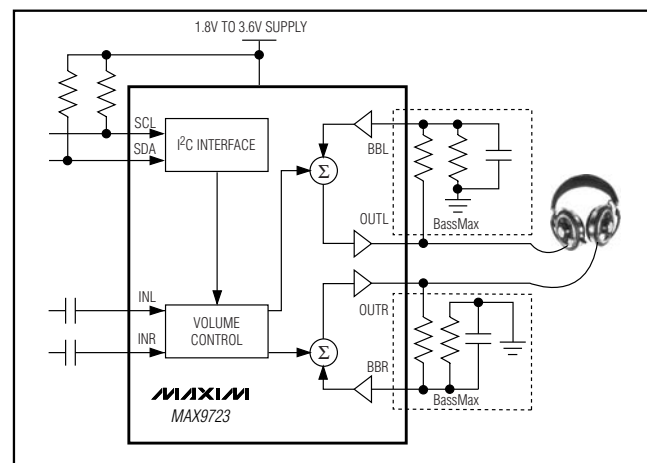 1.8V TO 3.6V SUPPLY
SCL
SDA
I²C INTERFACE
BBL
Σ
BassMax
OUTL
INL
INR
VOLUME
CONTROL
OUTR
Σ
BBR
BassMax
MAXIM
MAX9723